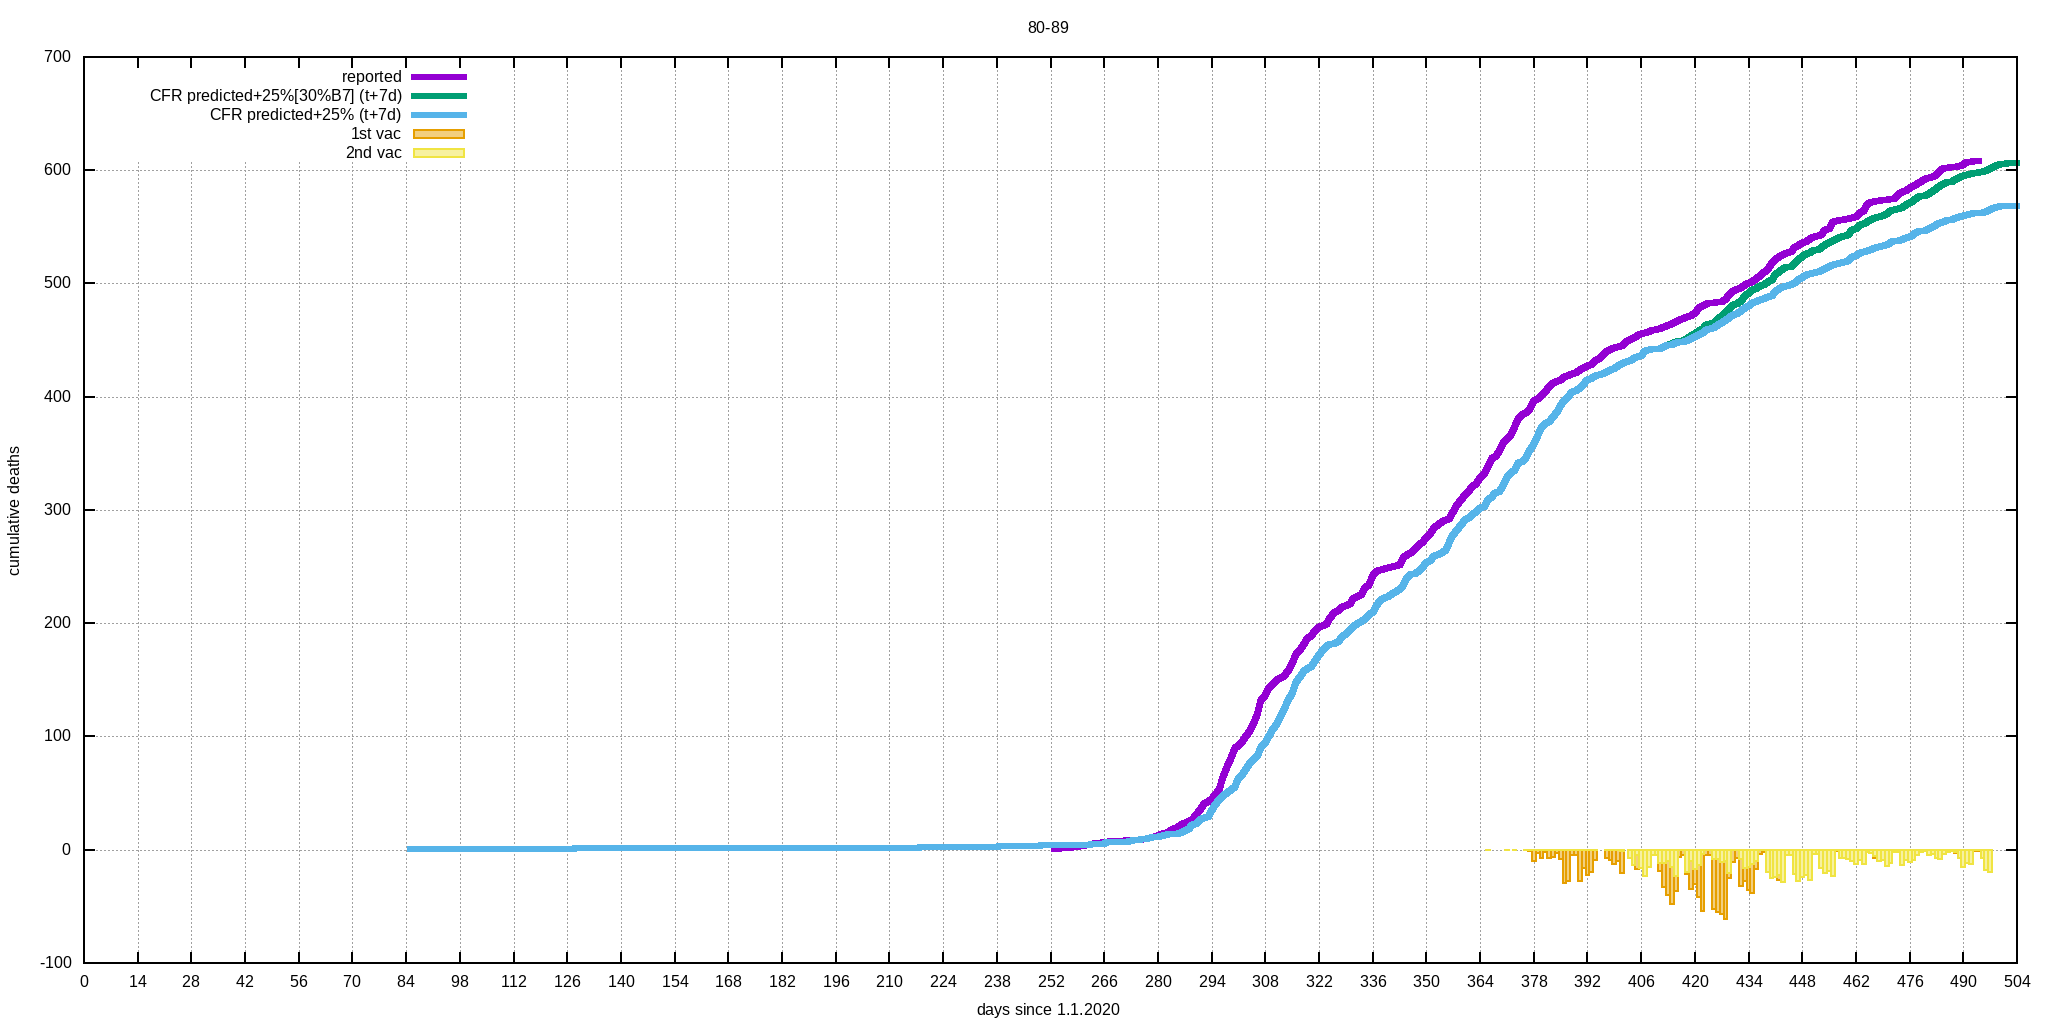 80-89
700
600
500
400
300
200
100
0
-100
cumulative deaths
reported
CFR predicted+25%[30%B7] (t+7d)
CFR predicted+25% (t+7d)
1st vac
2nd vac
0 14 28 42 56 70 84 98 112 126 140 154 168 182 196 210 224 238 252 266 280 294 308 322 336 350 364 378 392 406 420 434 448 462 476 490 504
days since 1.1.2020